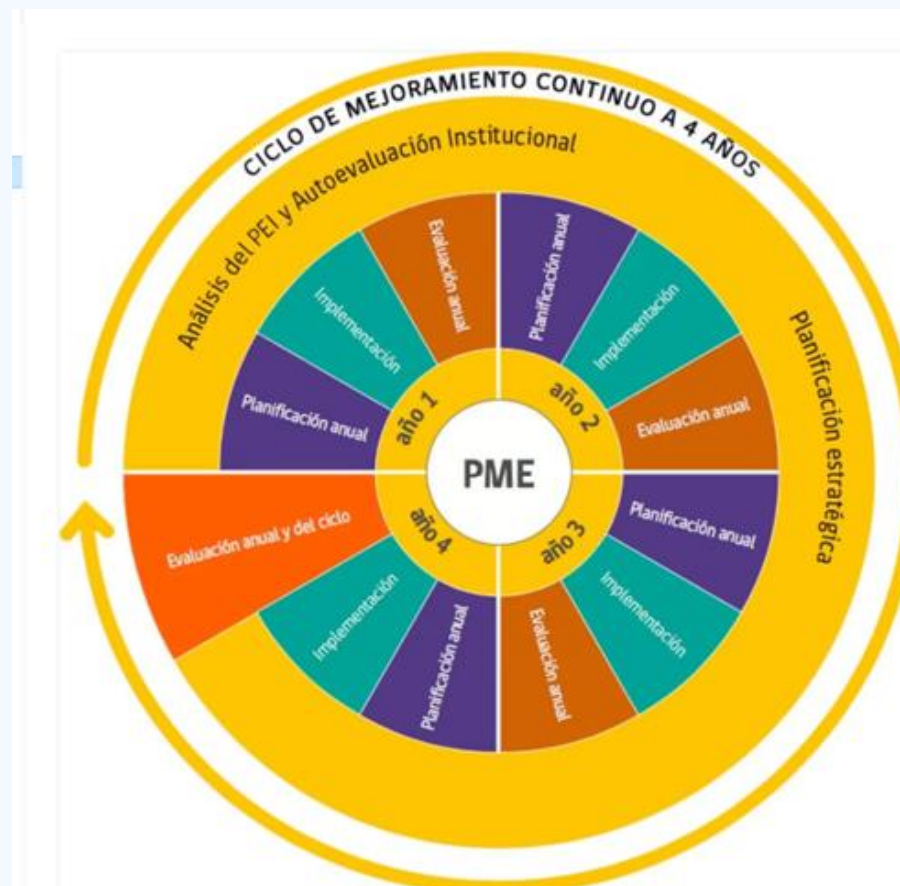 CICLO DE MEJORAMIENTO CONTINUO A 4 AÑOS
Análisis del PEI y Autoevaluación Institucional
Planificación estratégica
PME
año 1
Planificación anual
Implementación
Evaluación anual
año 2
Planificación anual
Implementación
Evaluación anual
año 3
Planificación anual
Implementación
Evaluación anual
año 4
Planificación anual
Implementación
Evaluación anual y del ciclo